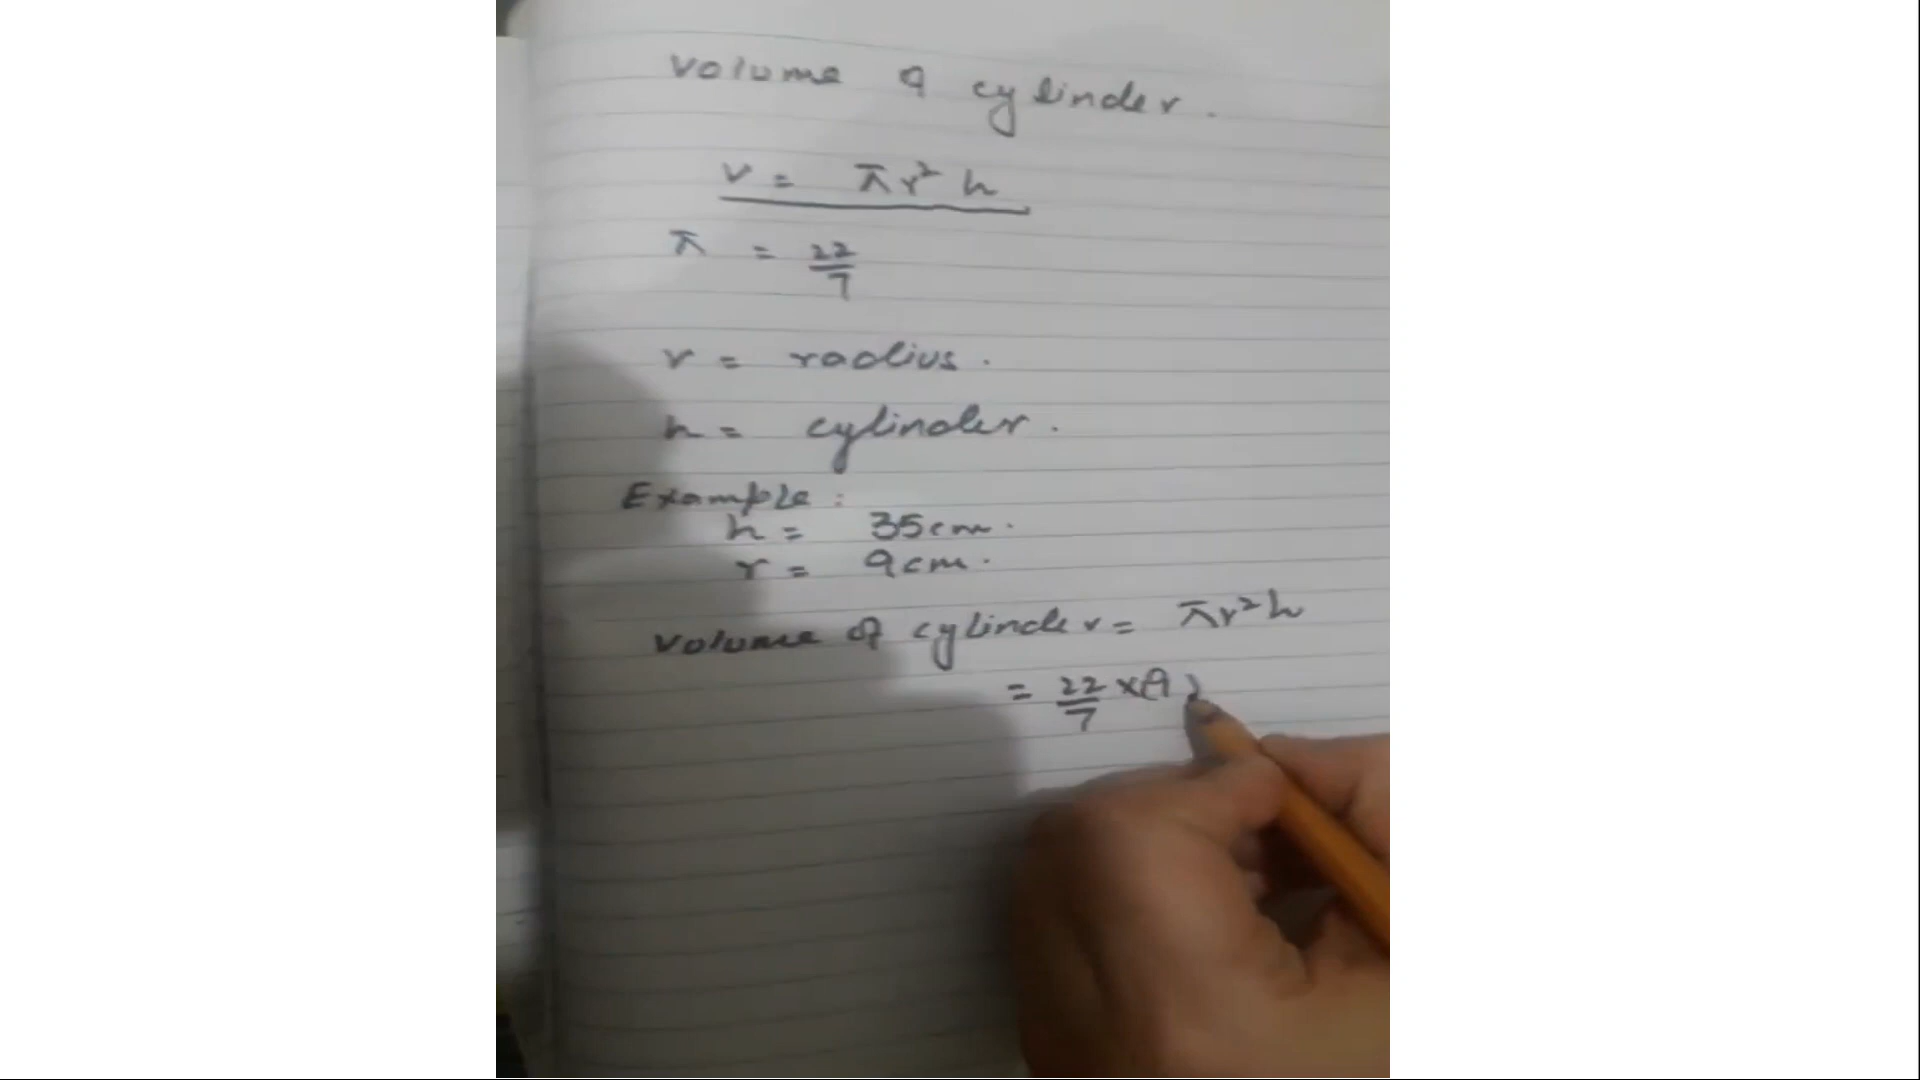 Volume of cylinder.
V = πr² h
π = 22/7
r = radius.
h = cylinder.
Example:
h = 35cm.
r = 9cm.
Volume of cylinder = πr²h
= 22/7 ×(9)